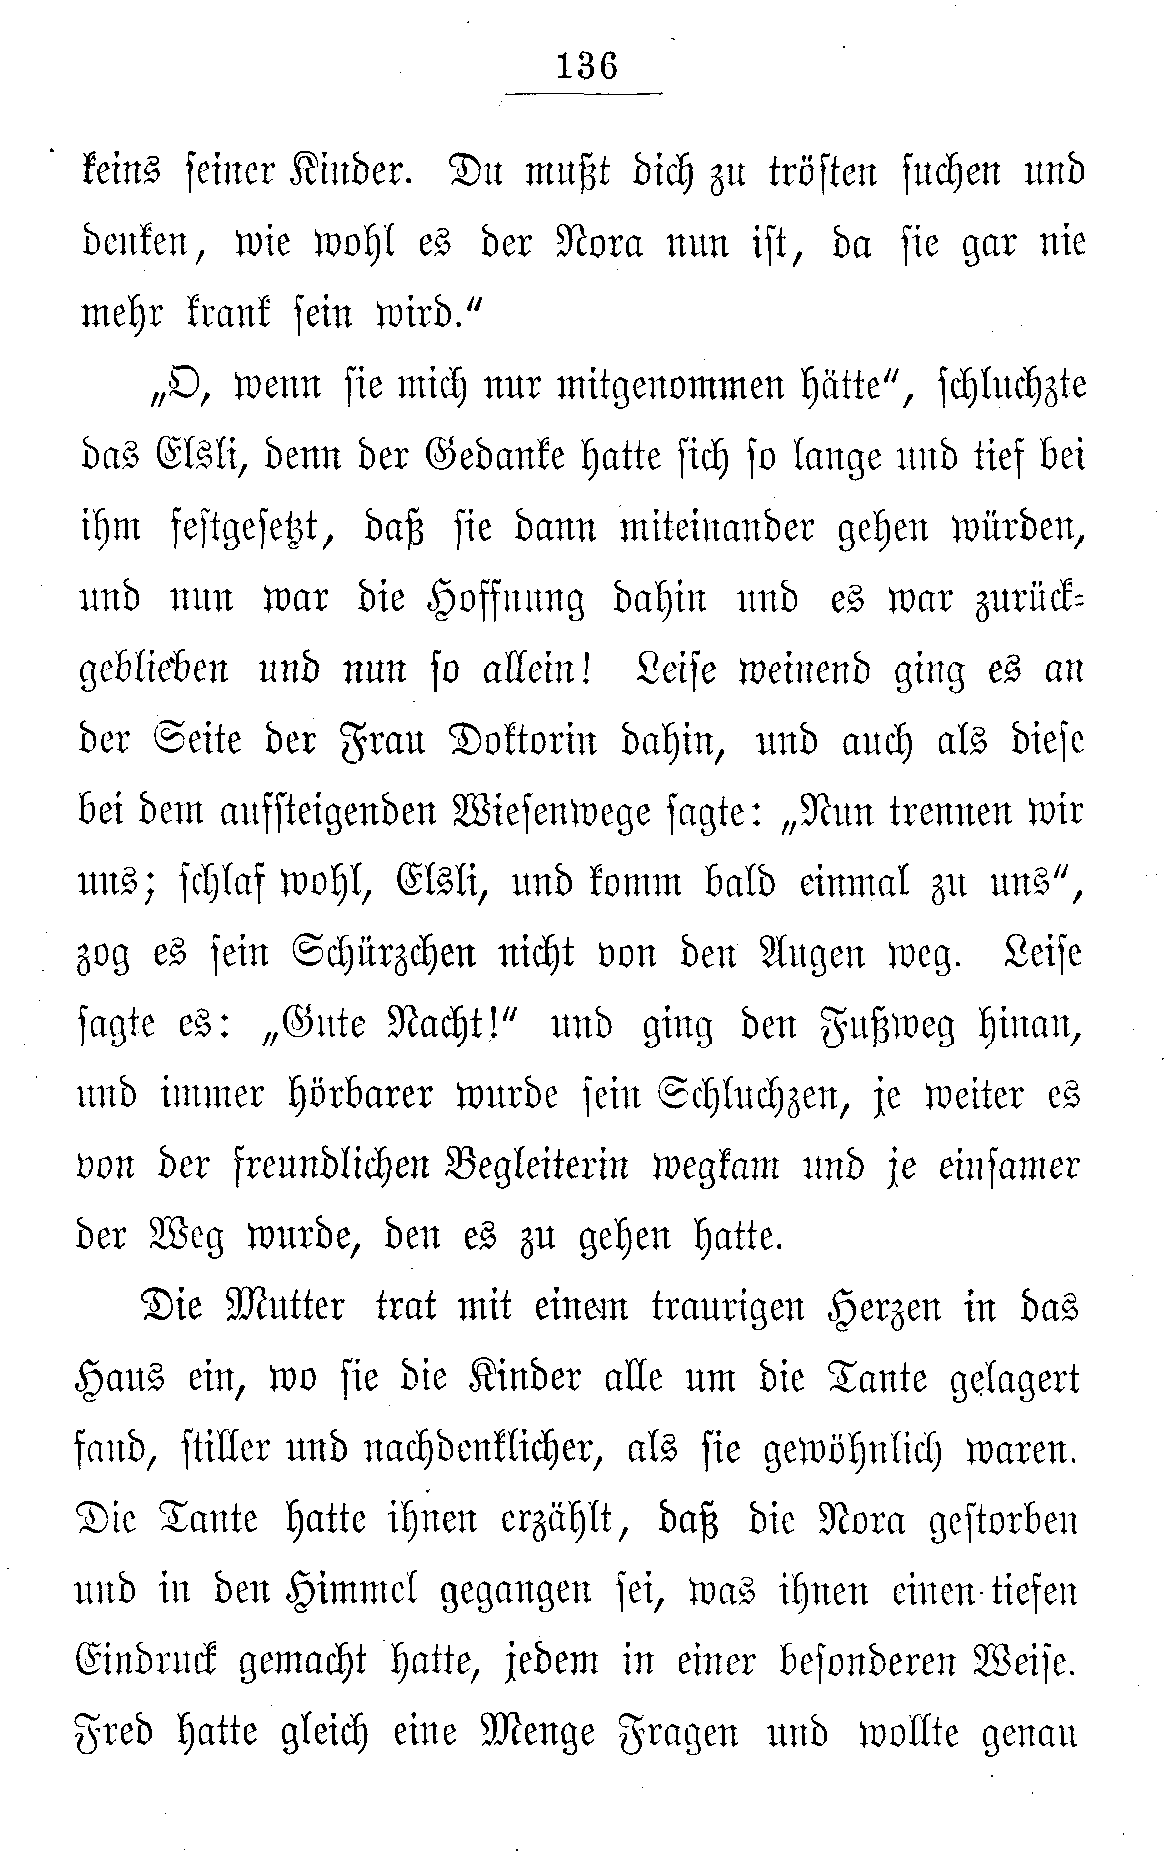 136
keins seiner Kinder. Du mußt dich zu trösten suchen und
denken, wie wohl es der Nora nun ist, da sie gar nie
mehr krank sein wird."
„O, wenn sie mich nur mitgenommen hätte", schluchzte
das Elsli, denn der Gedanke hatte sich so lange und tief bei
ihm festgesetzt, daß sie dann miteinander gehen würden,
und nun war die Hoffnung dahin und es war zurück-
geblieben und nun so allein! Leise weinend ging es an
der Seite der Frau Doktorin dahin, und auch als diese
bei dem aufsteigenden Wiesenwege sagte: „Nun trennen wir
uns; schlaf wohl, Elsli, und komm bald einmal zu uns",
zog es sein Schürzchen nicht von den Augen weg. Leise
sagte es: „Gute Nacht!" und ging den Fußweg hinan,
und immer hörbarer wurde sein Schluchzen, je weiter es
von der freundlichen Begleiterin wegkam und je einsamer
der Weg wurde, den es zu gehen hatte.
Die Mutter trat mit einem traurigen Herzen in das
Haus ein, wo sie die Kinder alle um die Tante gelagert
fand, stiller und nachdenklicher, als sie gewöhnlich waren.
Die Tante hatte ihnen erzählt, daß die Nora gestorben
und in den Himmel gegangen sei, was ihnen einen tiefen
Eindruck gemacht hatte, jedem in einer besonderen Weise.
Fred hatte gleich eine Menge Fragen und wollte genau